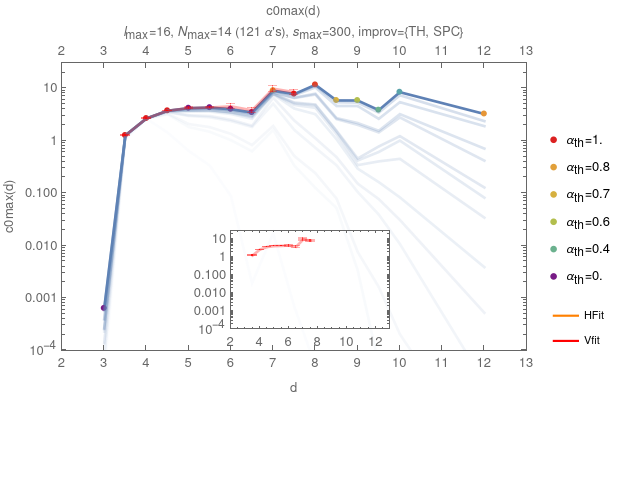 c0max(d)
lmax=16, Nmax=14 (121 α's), smax=300, improv={TH, SPC}
2 3 4 5 6 7 8 9 10 11 12 13
10
1
0.100
0.010
0.001
10⁻⁴
c0max(d)
10
1
0.100
0.010
0.001
10⁻⁴
2 4 6 8 10 12
2 3 4 5 6 7 8 9 10 11 12 13
d
αth=1.
αth=0.8
αth=0.7
αth=0.6
αth=0.4
αth=0.
HFit
Vfit